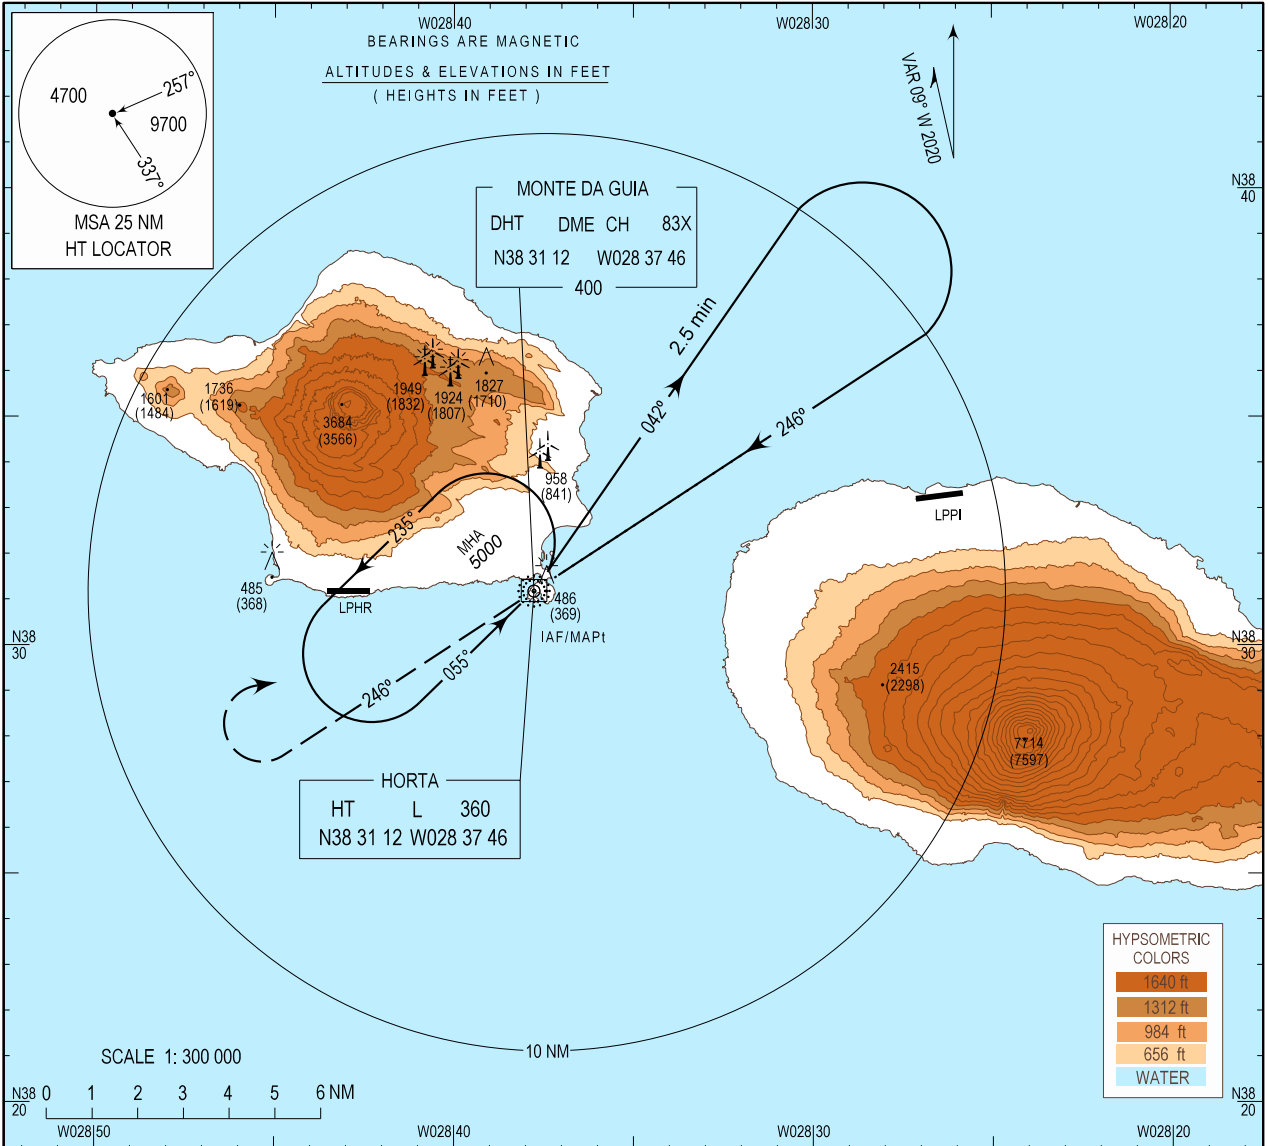 W028 40
W028 30
W028 20
BEARINGS ARE MAGNETIC
ALTITUDES & ELEVATIONS IN FEET
( HEIGHTS IN FEET )
4700
257°
9700
337°
MSA 25 NM
HT LOCATOR
VAR 09° W 2020
MONTE DA GUIA
DHT DME CH 83X
N38 31 12 W028 37 46
400
N38
40
2.5 min
042°
246°
1601
(1484)
1736
(1619)
3684
(3566)
1949
(1832)
1924
(1807)
1827
(1710)
958
(841)
235°
MHA
5000
LPPI
485
(368)
LPHR
486
(369)
IAF/MAPt
N38
30
N38
30
246°
055°
2415
(2298)
7714
(7597)
HORTA
HT L 360
N38 31 12 W028 37 46
HYPSOMETRIC
COLORS
1640 ft
1312 ft
984 ft
656 ft
WATER
10 NM
SCALE 1: 300 000
0 1 2 3 4 5 6 NM
N38
20
N38
20
W028 50
W028 40
W028 30
W028 20